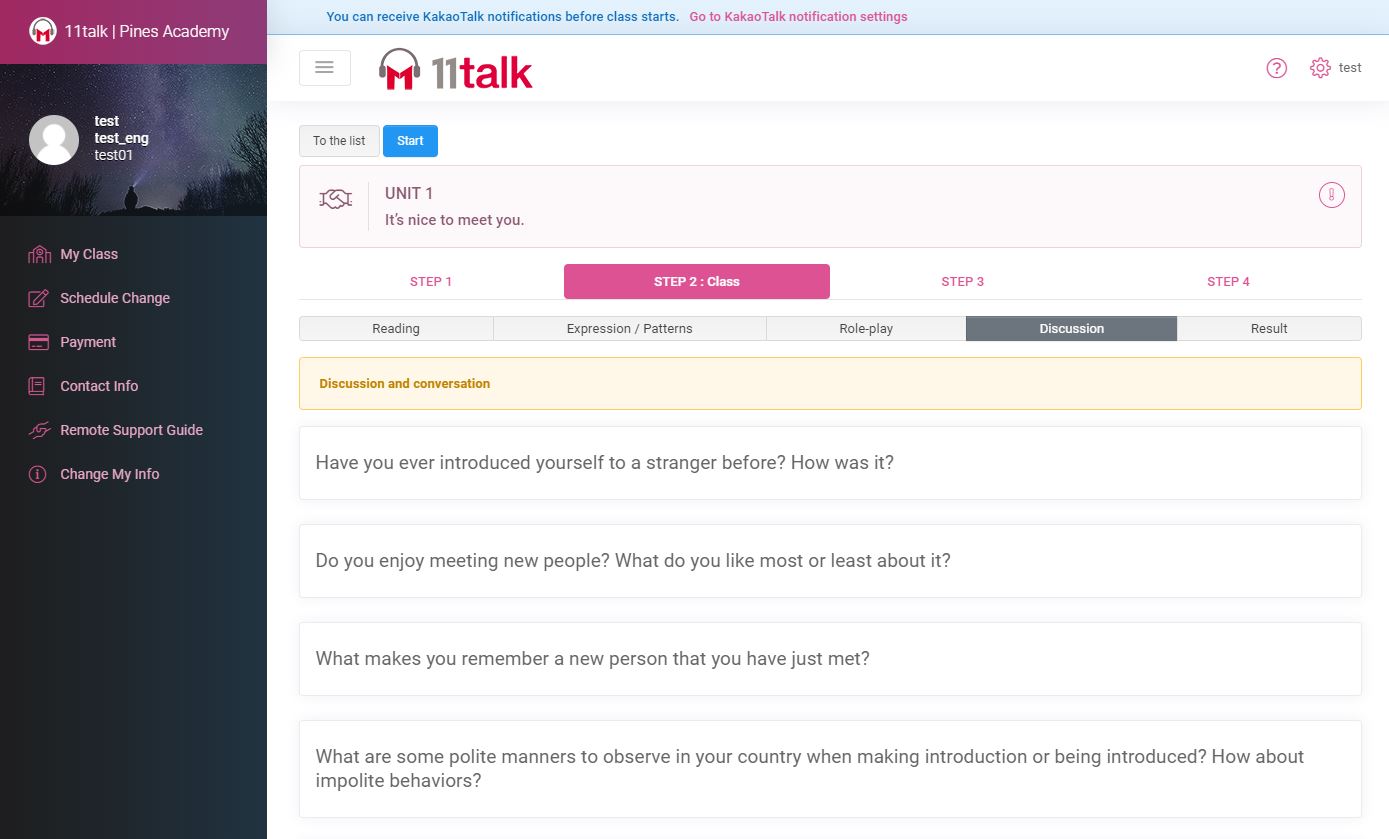 11talk | Pines Academy
You can receive KakaoTalk notifications before class starts. Go to KakaoTalk notification settings
11talk
test
test
test_eng
test01
My Class
Schedule Change
Payment
Contact Info
Remote Support Guide
Change My Info
To the list Start
UNIT 1
It’s nice to meet you.
STEP 1 STEP 2 : Class STEP 3 STEP 4
Reading Expression / Patterns Role-play Discussion Result
Discussion and conversation
Have you ever introduced yourself to a stranger before? How was it?
Do you enjoy meeting new people? What do you like most or least about it?
What makes you remember a new person that you have just met?
What are some polite manners to observe in your country when making introduction or being introduced? How about
impolite behaviors?